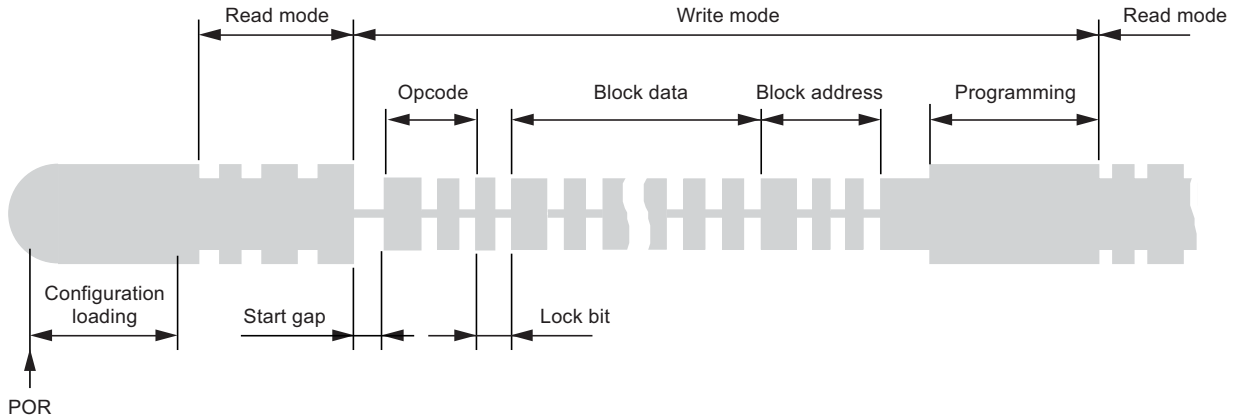 Read mode
Write mode
Read mode
Opcode
Block data
Block address
Programming
Configuration
loading
Start gap
Lock bit
POR